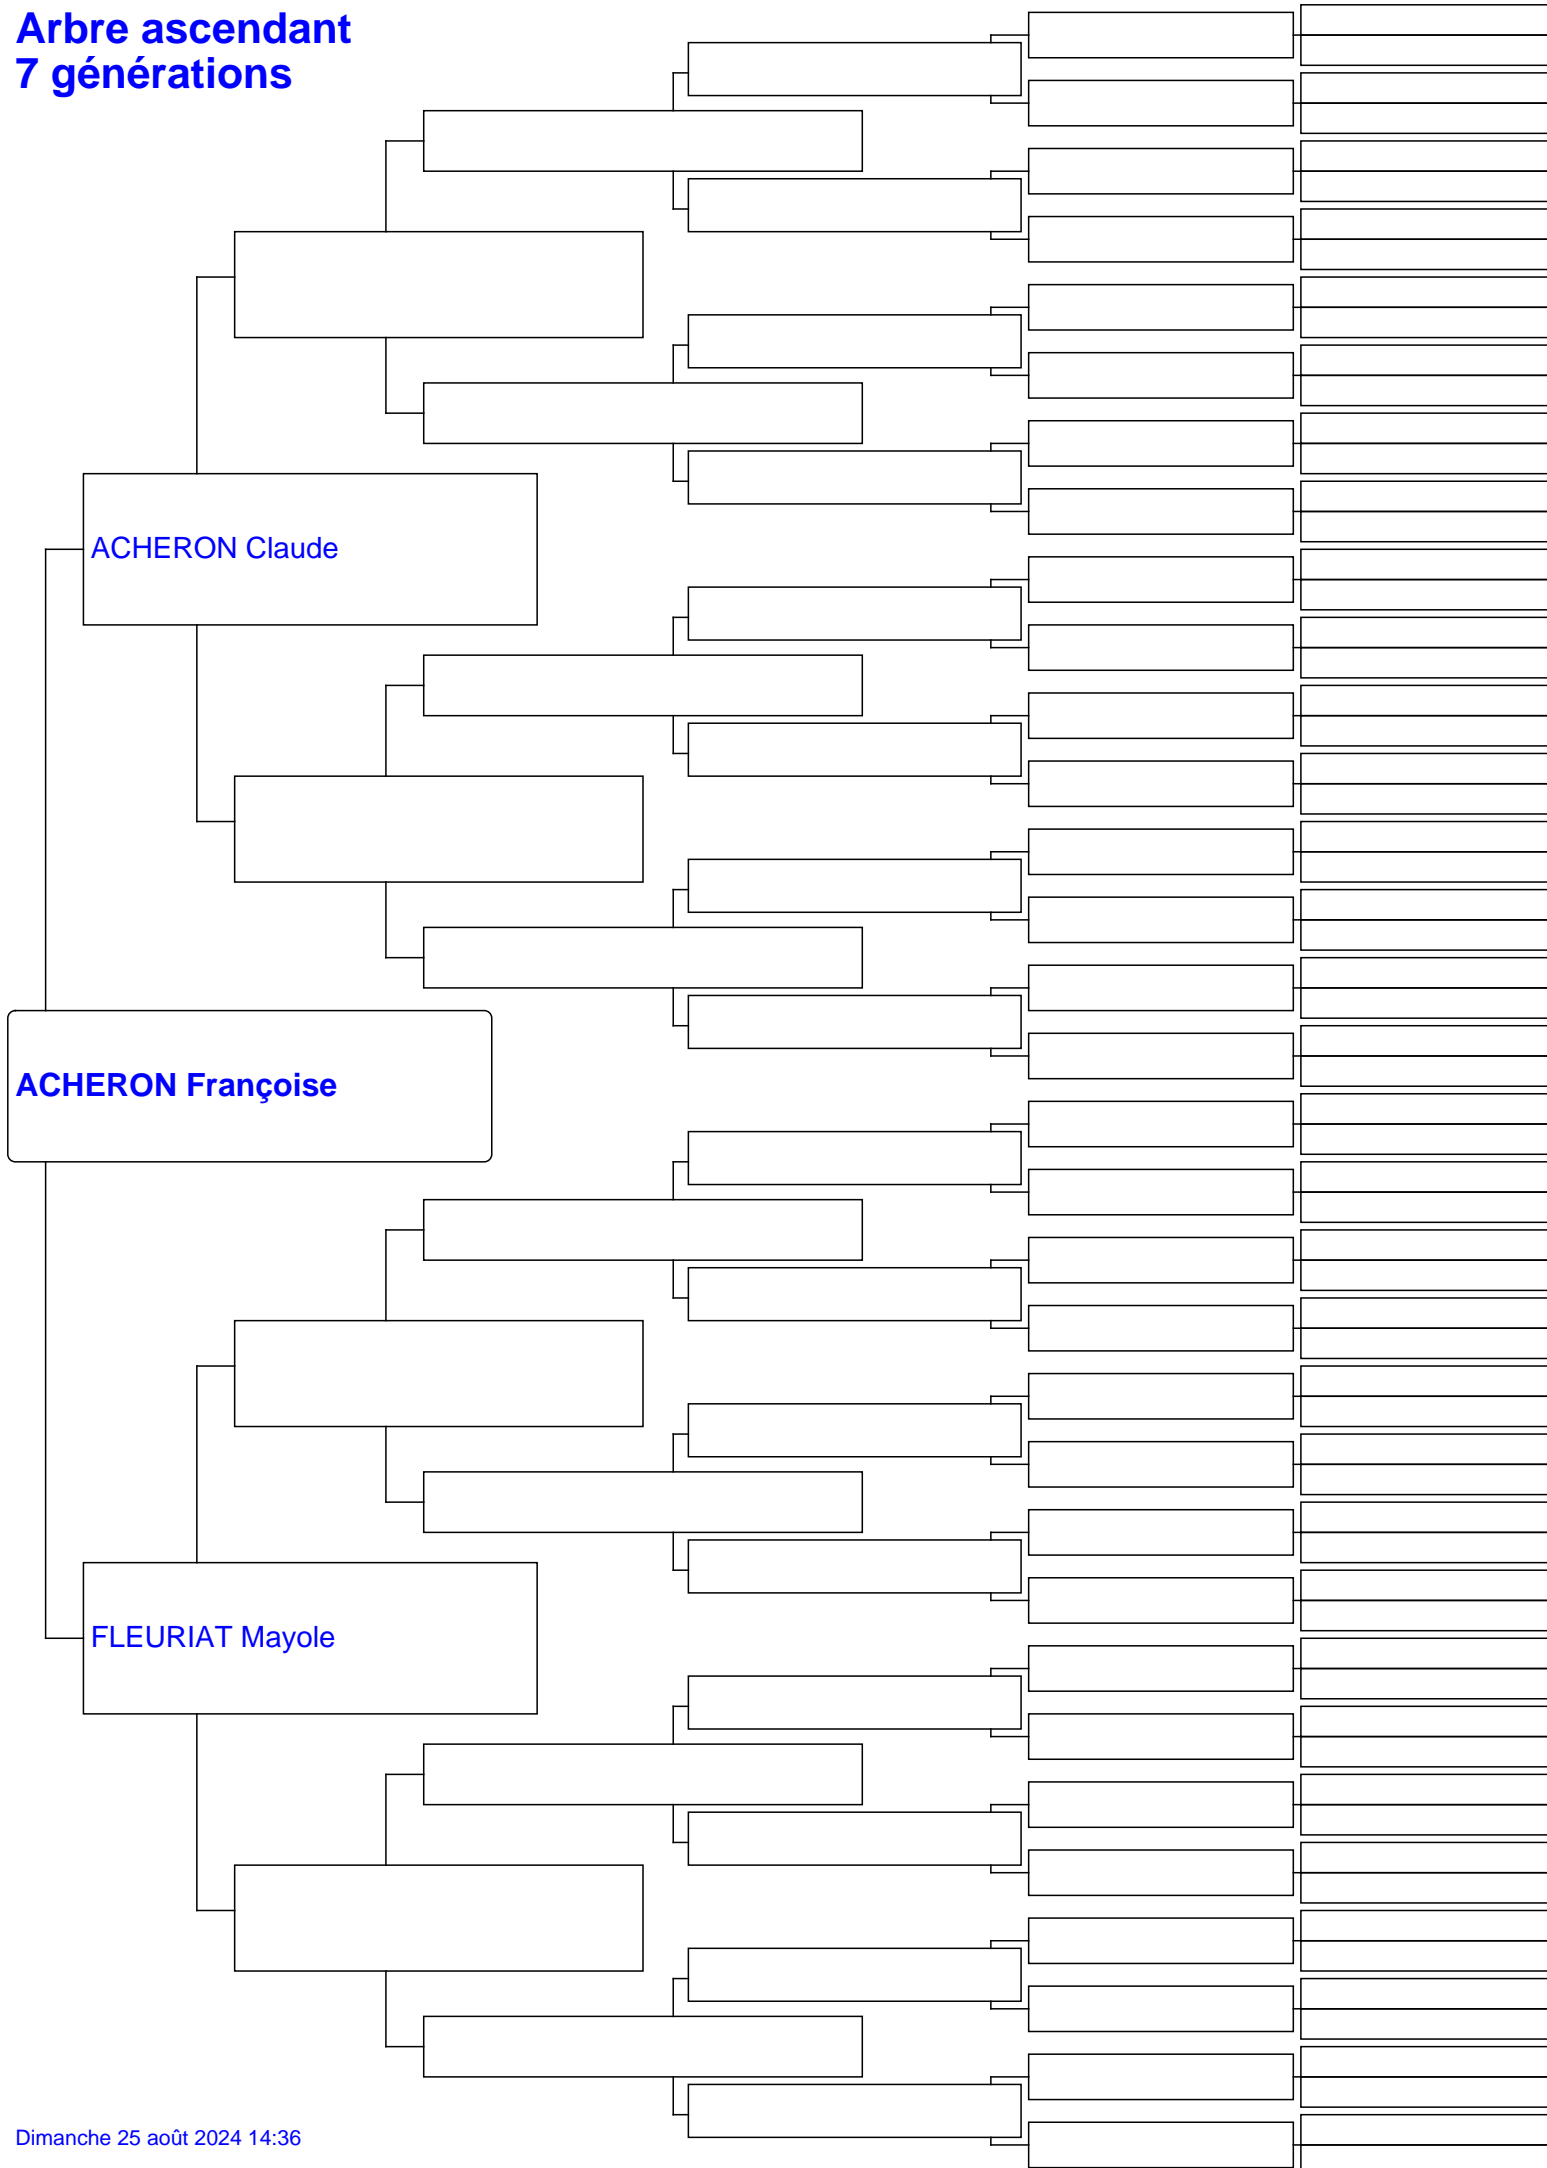 Arbre ascendant
7 générations
ACHERON Claude
ACHERON Françoise
FLEURIAT Mayole
Dimanche 25 août 2024 14:36